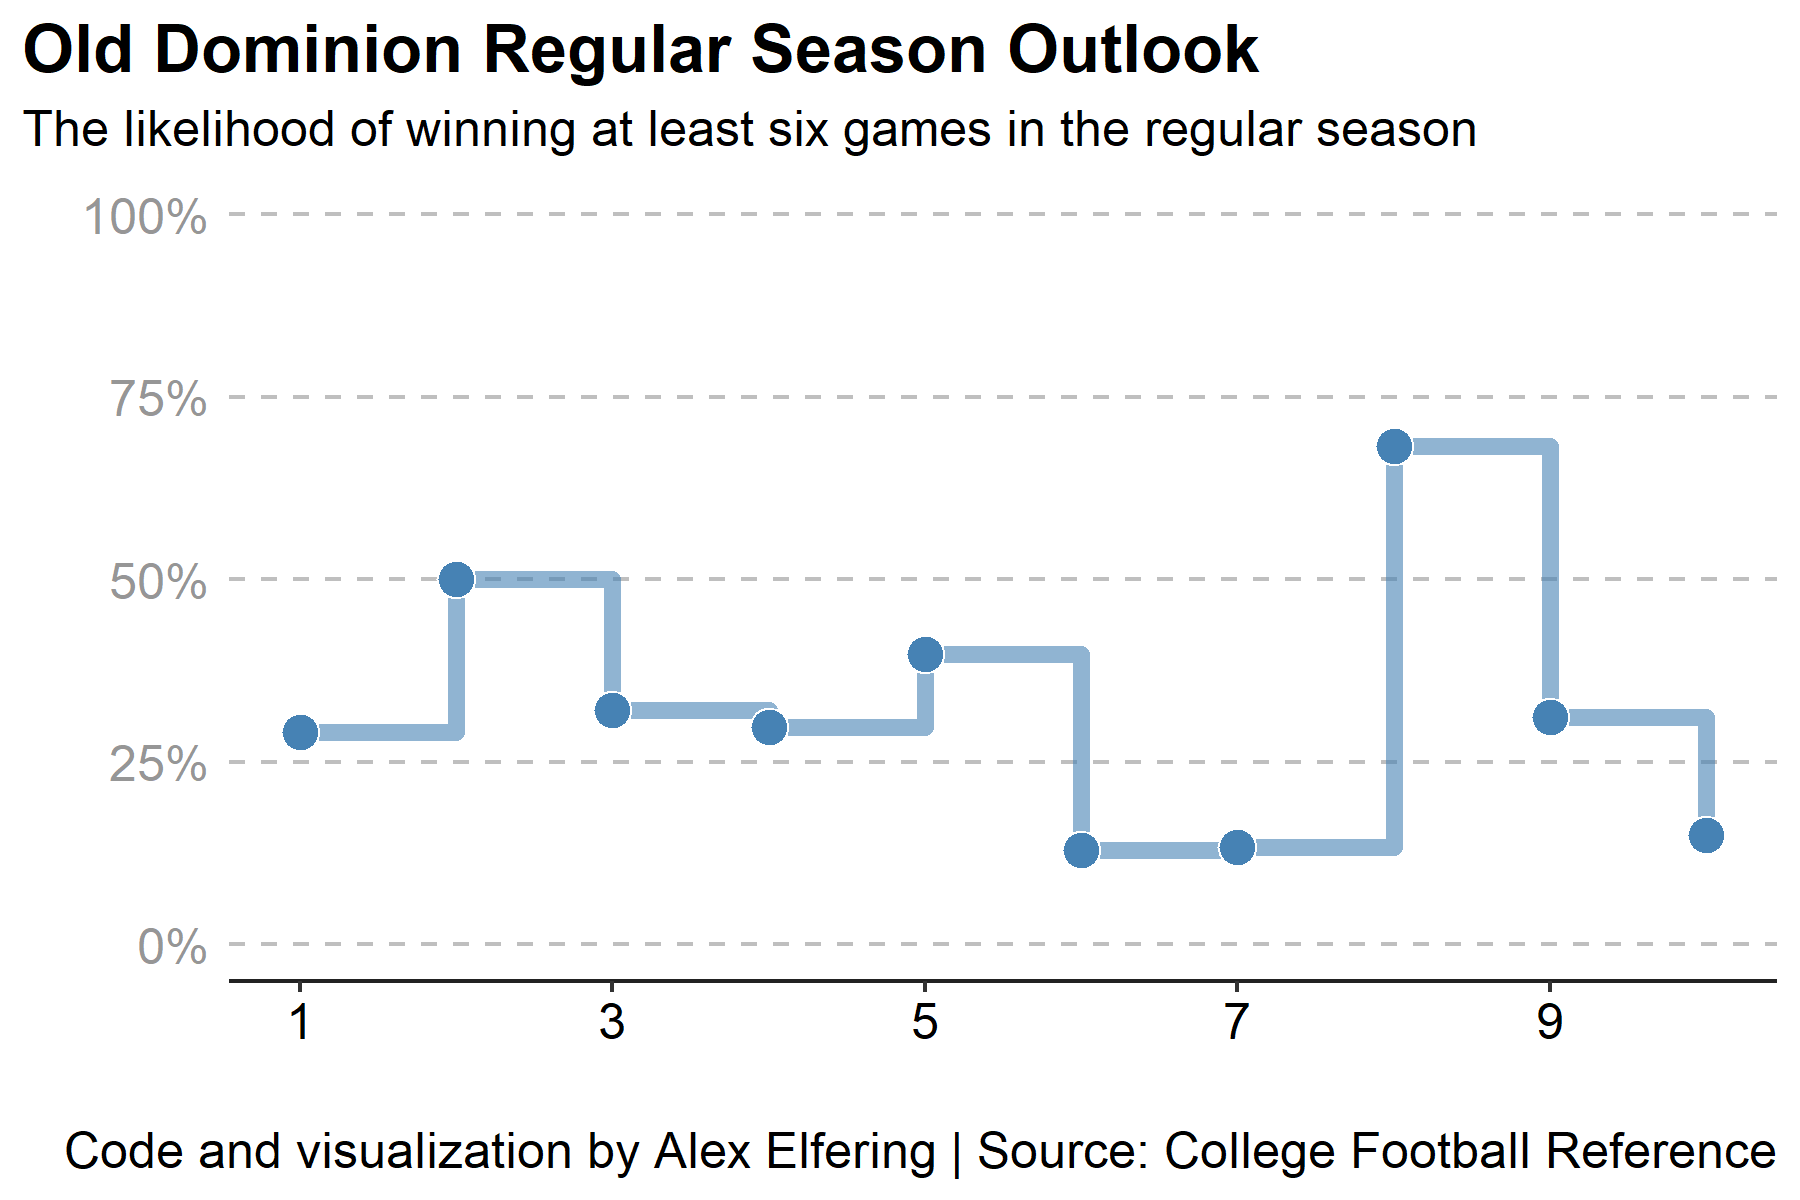 Old Dominion Regular Season Outlook
The likelihood of winning at least six games in the regular season
100%
75%
50%
25%
0%
1 3 5 7 9
Code and visualization by Alex Elfering | Source: College Football Reference